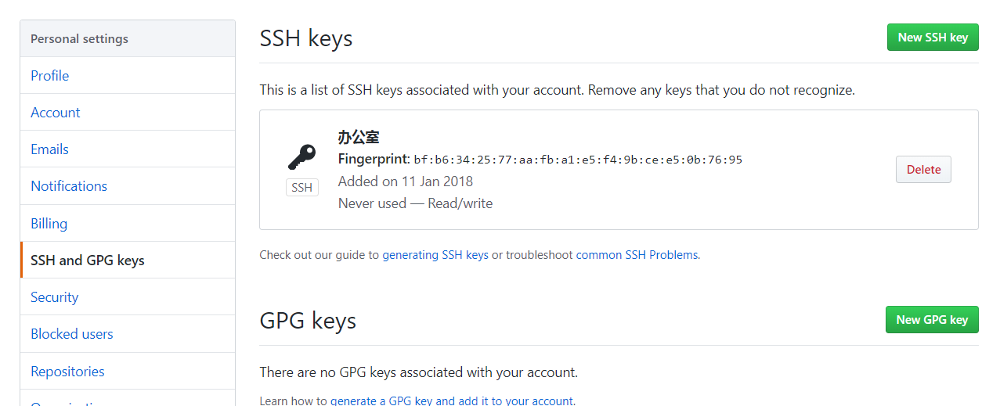 Personal settings
Profile
Account
Emails
Notifications
Billing
SSH and GPG keys
Security
Blocked users
Repositories
SSH keys
New SSH key
This is a list of SSH keys associated with your account. Remove any keys that you do not recognize.
办公室
Fingerprint: bf:b6:34:25:77:aa:fb:a1:e5:f4:9b:ce:e5:0b:76:95
SSH
Added on 11 Jan 2018
Never used — Read/write
Delete
Check out our guide to generating SSH keys or troubleshoot common SSH Problems.
GPG keys
New GPG key
There are no GPG keys associated with your account.
Learn how to generate a GPG key and add it to your account.